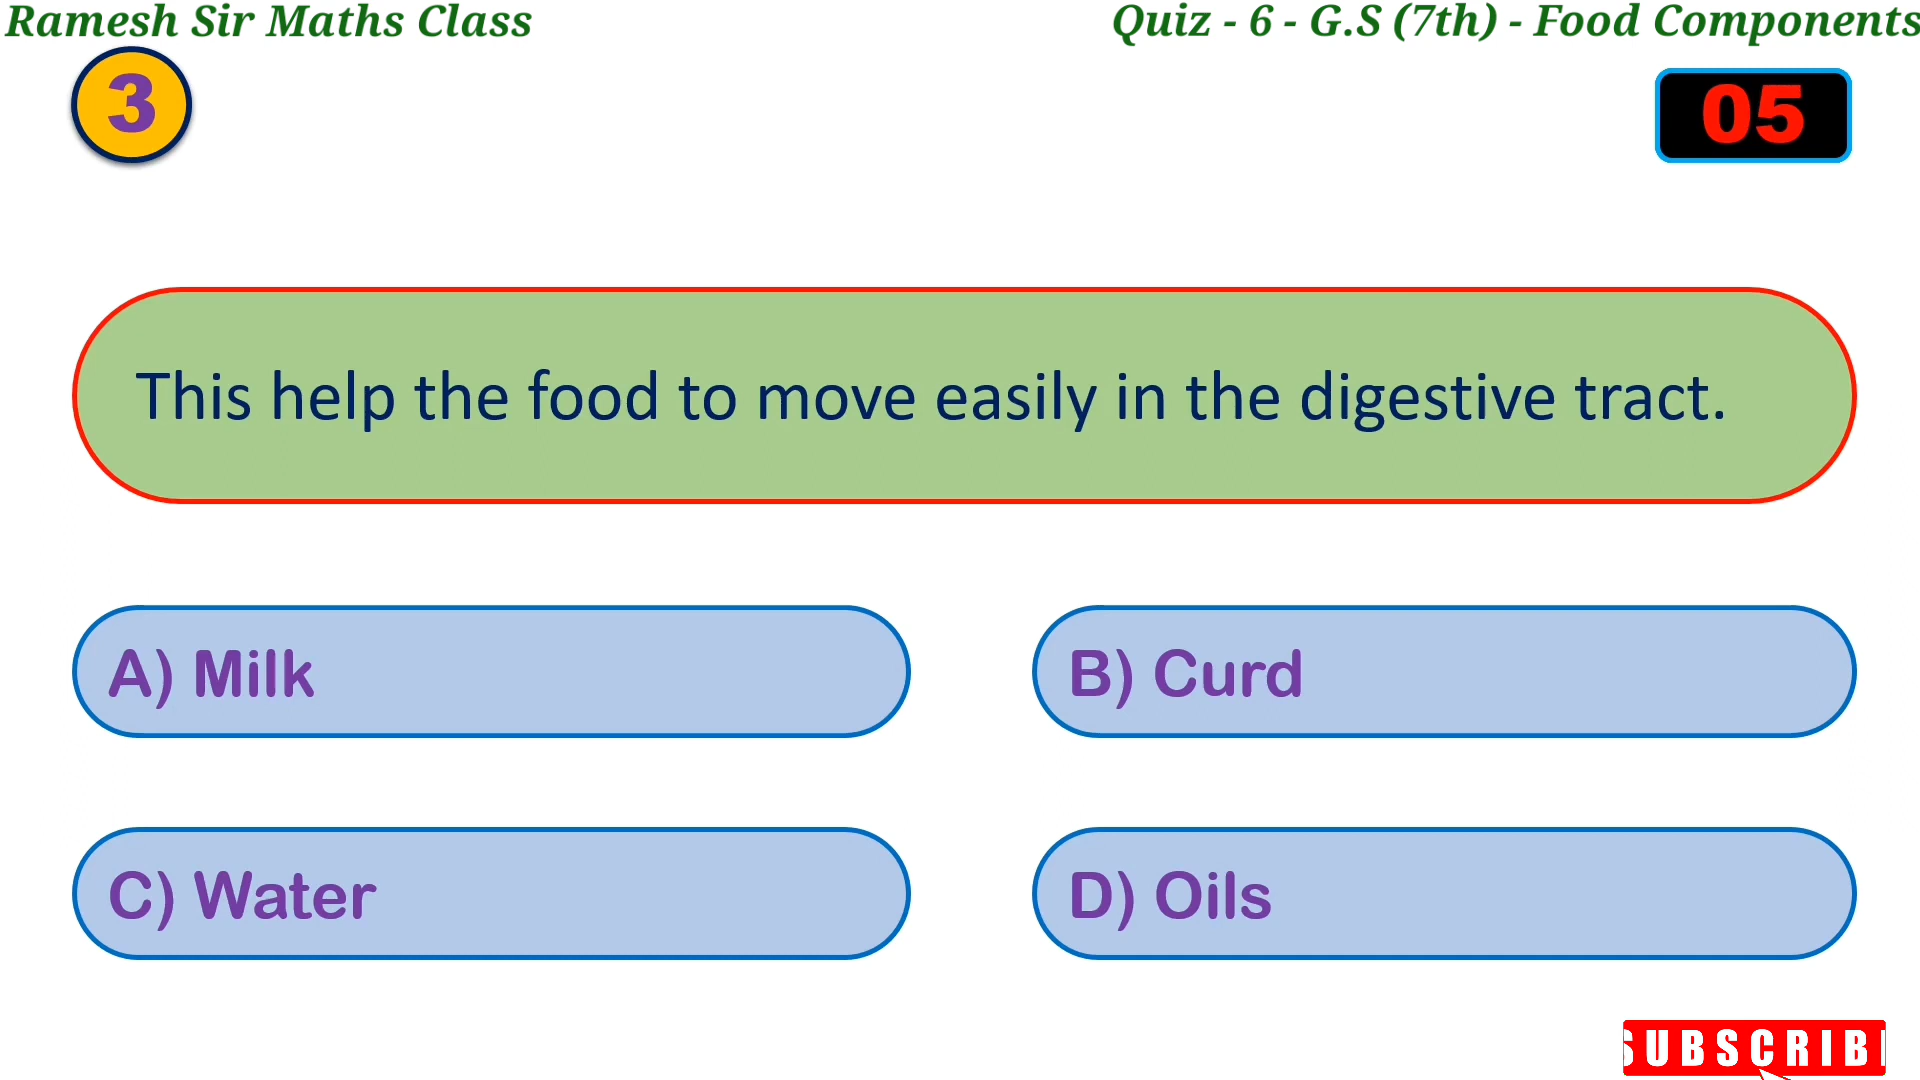 Ramesh Sir Maths Class
Quiz - 6 - G.S (7th) - Food Components
3
05
This help the food to move easily in the digestive tract.
A) Milk
B) Curd
C) Water
D) Oils
SUBSCRIBE